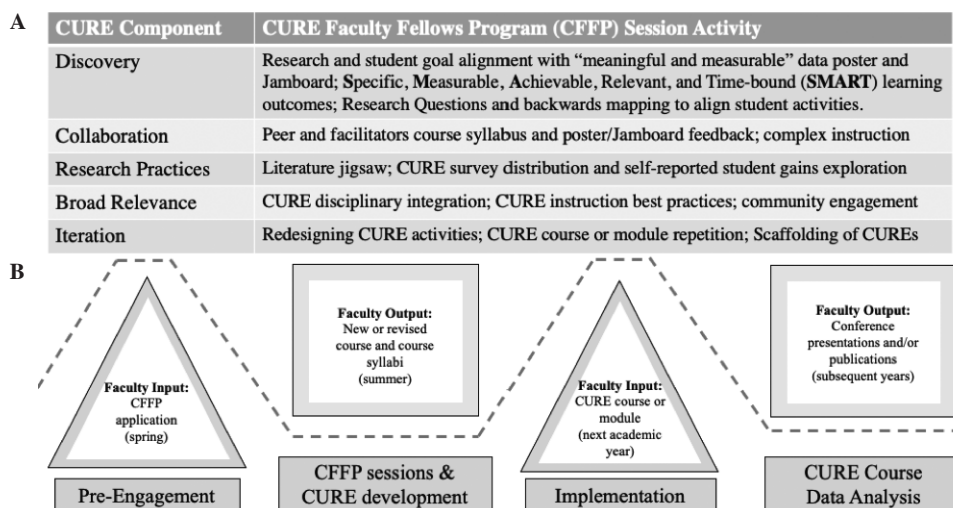 A
CURE Component
CURE Faculty Fellows Program (CFFP) Session Activity
Discovery
Research and student goal alignment with “meaningful and measurable” data poster and
Jamboard; Specific, Measurable, Achievable, Relevant, and Time-bound (SMART) learning
outcomes; Research Questions and backwards mapping to align student activities.
Collaboration
Peer and facilitators course syllabus and poster/Jamboard feedback; complex instruction
Research Practices
Literature jigsaw; CURE survey distribution and self-reported student gains exploration
Broad Relevance
CURE disciplinary integration; CURE instruction best practices; community engagement
Iteration
Redesigning CURE activities; CURE course or module repetition; Scaffolding of CUREs
B
Faculty Input:
CFFP
application
(spring)
Pre-Engagement
Faculty Output:
New or revised
course and course
syllabi
(summer)
CFFP sessions &
CURE development
Faculty Input:
CURE course or
module
(next academic
year)
Implementation
Faculty Output:
Conference
presentations and/or
publications
(subsequent years)
CURE Course
Data Analysis